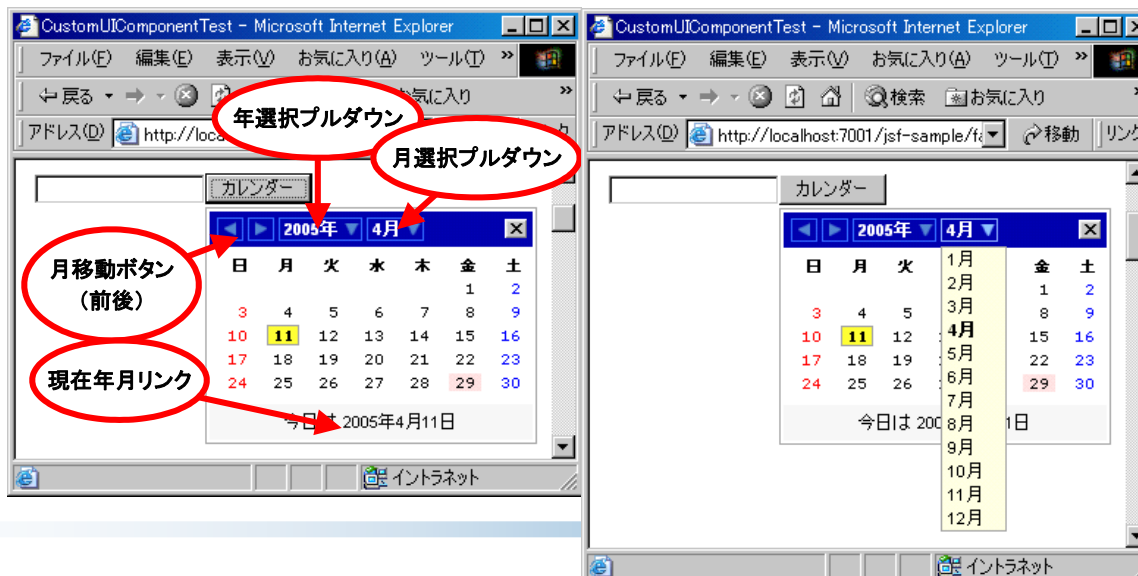 CustomUIComponentTest - Microsoft Internet Explorer
ファイル(F) 編集(E) 表示(V) お気に入り(A) ツール(T) »
戻る 気に入り »
アドレス(D) http://loca
年選択プルダウン
月選択プルダウン
カレンダー
2005年 4月
日 月 火 水 木 金 土
1 2
3 4 5 6 7 8 9
10 11 12 13 14 15 16
17 18 19 20 21 22 23
24 25 26 27 28 29 30
今日は 2005年4月11日
月移動ボタン
(前後)
現在年月リンク
イントラネット
CustomUIComponentTest - Microsoft Internet Explorer
ファイル(F) 編集(E) 表示(V) お気に入り(A) ツール(T) »
戻る 検索 お気に入り »
アドレス(D) http://localhost:7001/jsf-sample/fa 移動 リンク
カレンダー
2005年 4月
日 月 火 金 土
1 2
3 4 5 8 9
10 11 12 15 16
17 18 19 22 23
24 25 26 29 30
今日は 200 1日
1月
2月
3月
4月
5月
6月
7月
8月
9月
10月
11月
12月
イントラネット